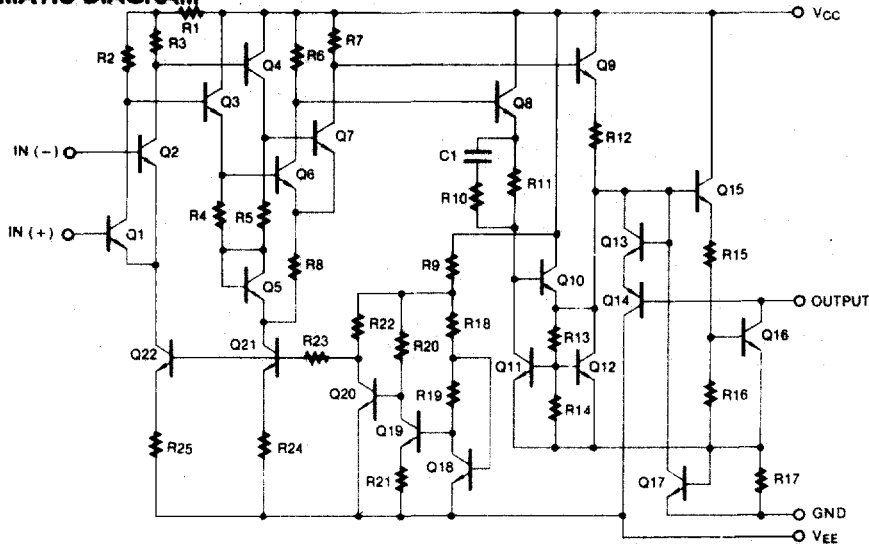 MATIC DIAGRAM
R1
VCC
R2
R3
Q4
R6
R7
Q9
Q3
Q8
R12
IN (−)
Q2
Q7
C1
Q15
Q6
R10
R11
R4
R5
IN (+)
Q1
Q13
R15
R8
R9
Q5
Q10
Q14
OUTPUT
R22
R18
R13
Q16
R23
R20
Q22
Q21
Q11
Q12
R19
R14
R16
Q20
Q19
R25
R24
Q18
R21
Q17
R17
GND
VEE